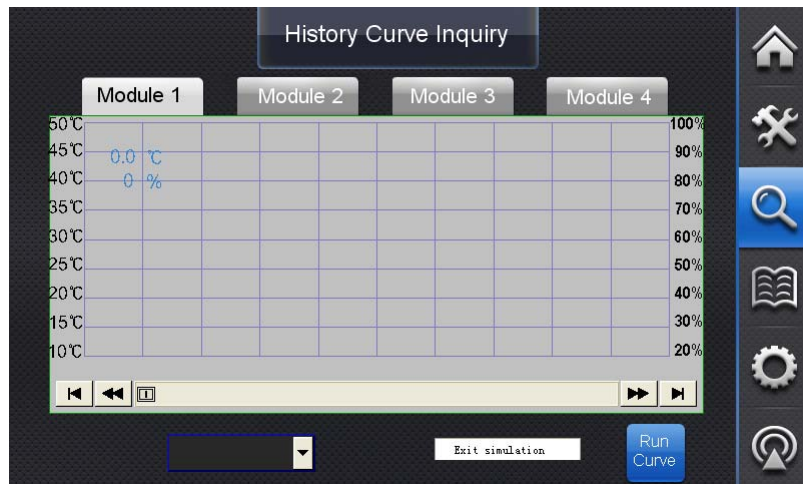 History Curve Inquiry
Module 1 Module 2 Module 3 Module 4
50℃ 100%
45℃ 90%
0.0 ℃
40℃ 80%
0 %
35℃ 70%
30℃ 60%
25℃ 50%
20℃ 40%
15℃ 30%
10℃ 20%
Exit simulation
Run
Curve